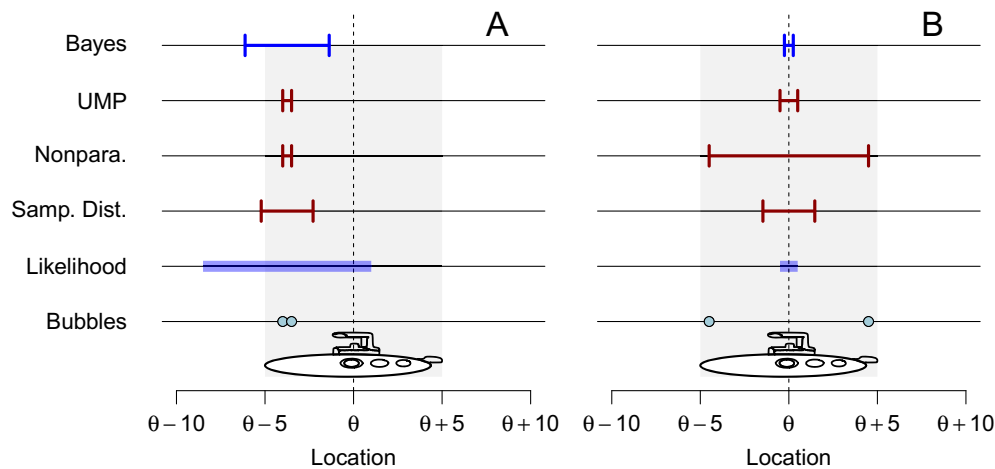 A
B
Bayes
UMP
Nonpara.
Samp. Dist.
Likelihood
Bubbles
θ − 10 θ − 5 θ θ + 5 θ + 10
θ − 10 θ − 5 θ θ + 5 θ + 10
Location
Location